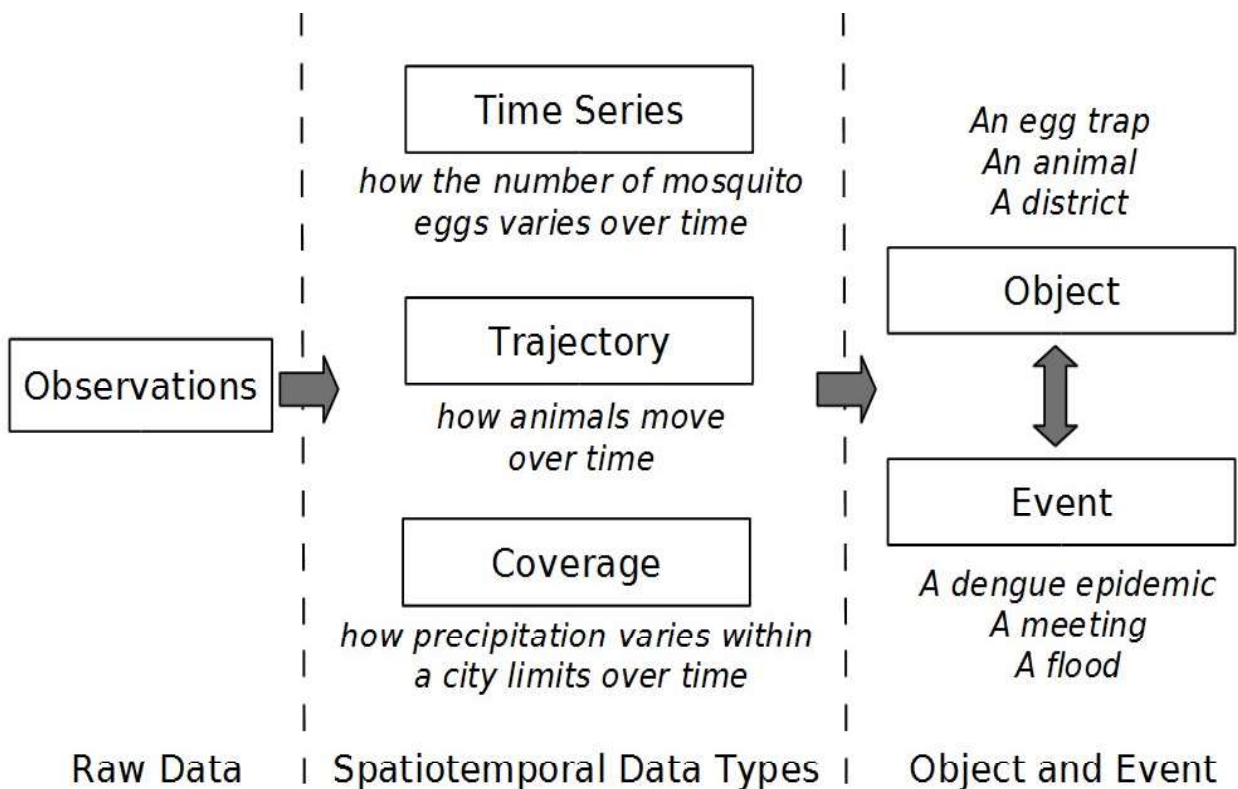 Observations
Raw Data
Time Series
how the number of mosquito
eggs varies over time
Trajectory
how animals move
over time
Coverage
how precipitation varies within
a city limits over time
Spatiotemporal Data Types
An egg trap
An animal
A district
Object
Event
A dengue epidemic
A meeting
A flood
Object and Event